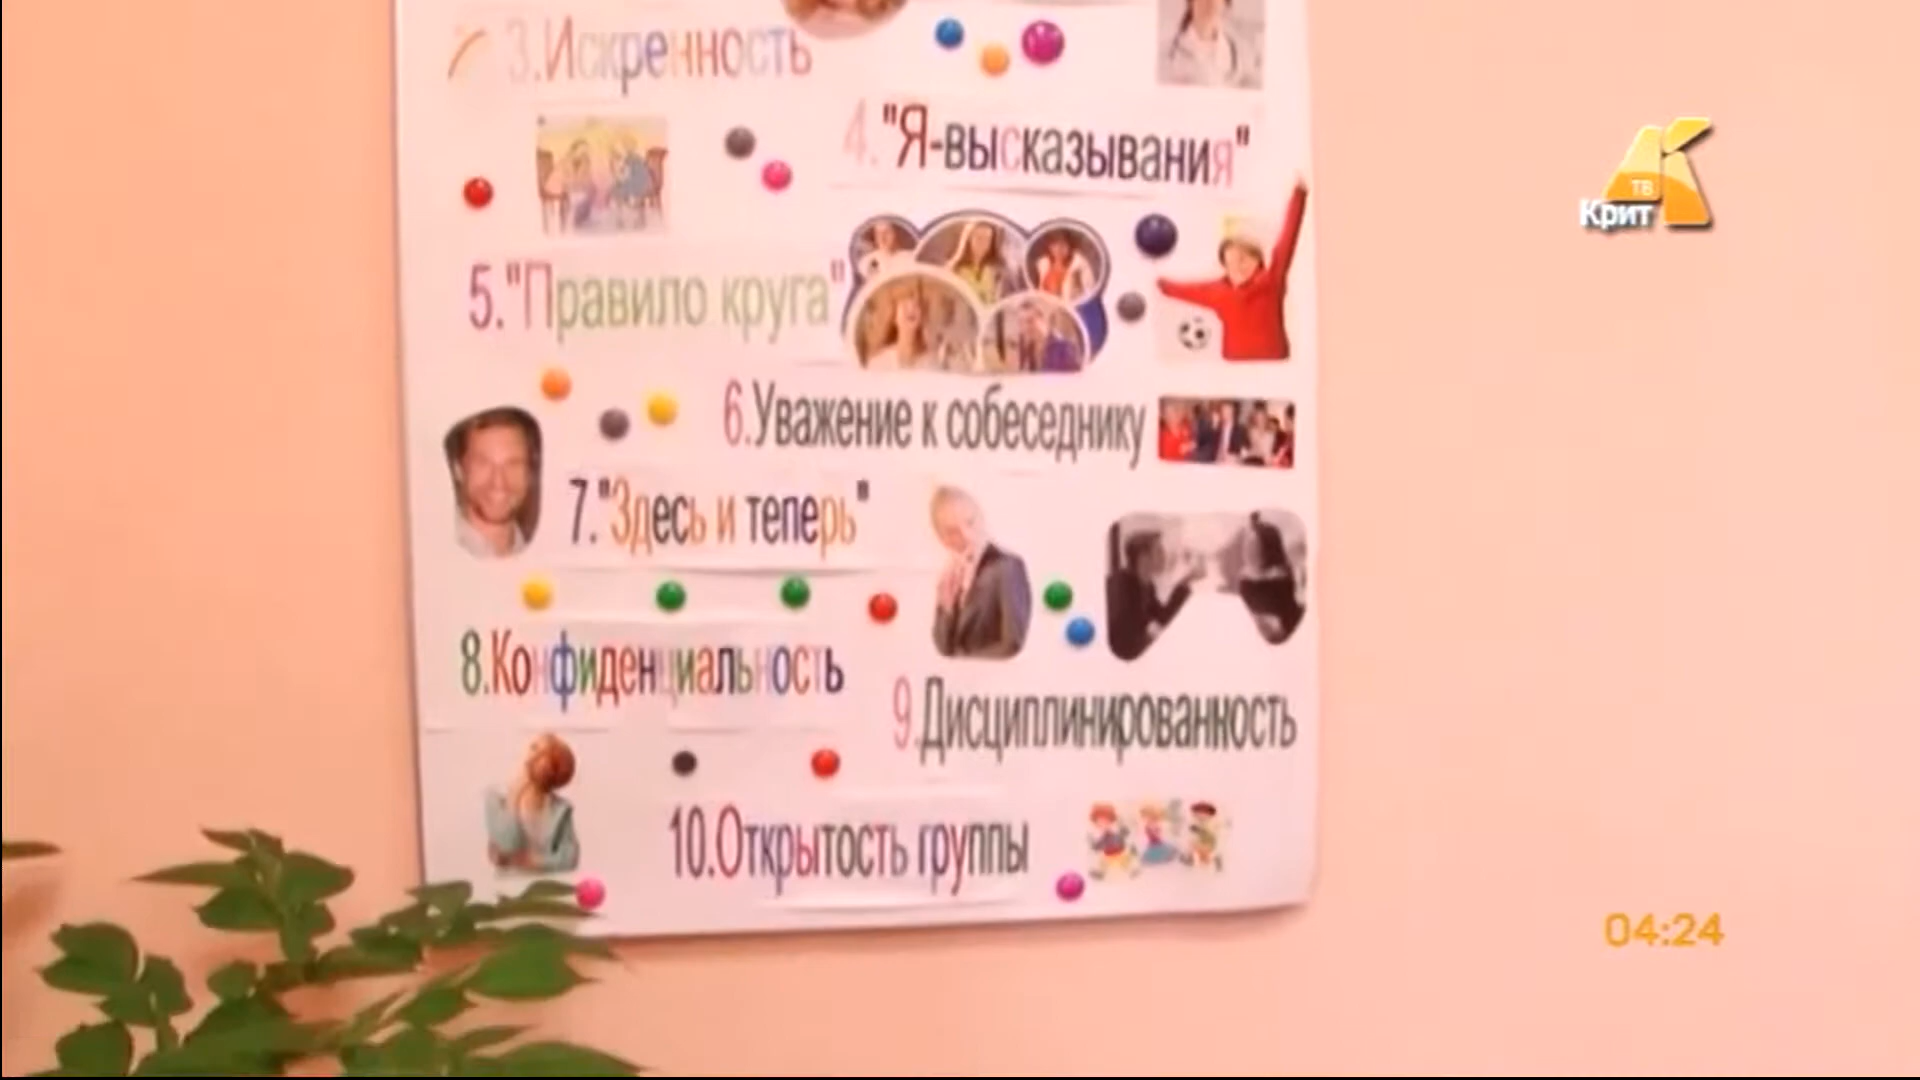 3.Искренность
4."Я-высказывания"
ТВ
Крит
5."Правило круга"
6.Уважение к собеседнику
7."Здесь и теперь"
8.Конфиденциальность
9.Дисциплинированность
10.Открытость группы
04:24